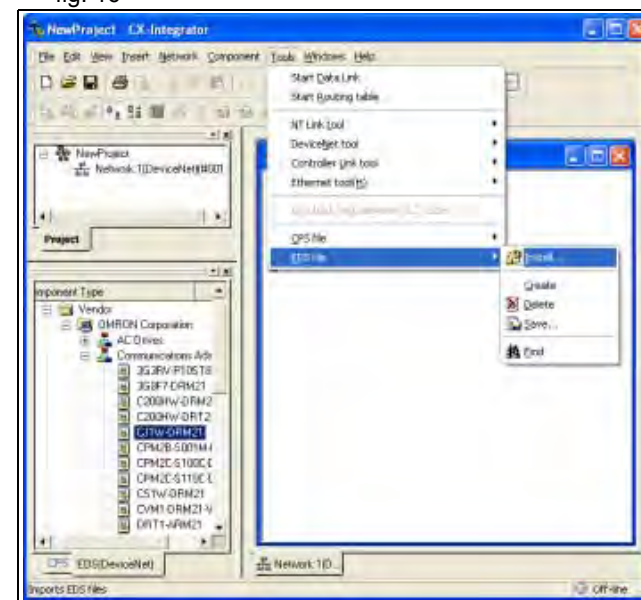 NewProject - CX-Integrator
File Edit View Insert Network Component Tools Windows Help
Start Data Link
Start Routing table
NT Link tool
DeviceNet tool
Controller Link tool
Ethernet tool(H)
CPS file
EDS file
Install...
Create
Delete
Save...
Find
NewProject
Network:1(DeviceNet)#001
Project
Component Type
Vendor
OMRON Corporation
AC Drives
Communications Ada
3G3RV-P10ST8
3G8F7-DRM21
C200HW-DRM2
C200HW-DRT2
CJ1W-DRM21
CPM2B-S001M-
CPM2C-S100C-
CPM2C-S110C-
CS1W-DRM21
CVM1-DRM21-V
DRT1-ARM21
CPS EDS(DeviceNet)
Network:1(D...
Imports EDS files
Off-line